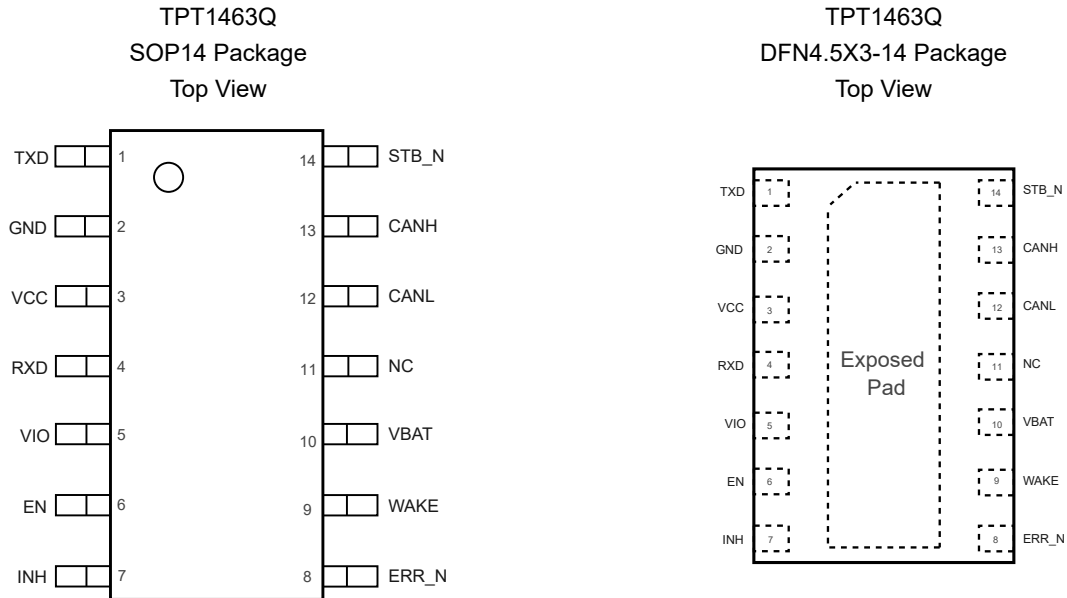 TPT1463Q
SOP14 Package
Top View
TXD 1 14 STB_N
GND 2 13 CANH
VCC 3 12 CANL
RXD 4 11 NC
VIO 5 10 VBAT
EN 6 9 WAKE
INH 7 8 ERR_N
TPT1463Q
DFN4.5X3-14 Package
Top View
TXD 1 14 STB_N
GND 2 13 CANH
VCC 3 12 CANL
RXD 4 11 NC
Exposed
Pad
VIO 5 10 VBAT
EN 6 9 WAKE
INH 7 8 ERR_N